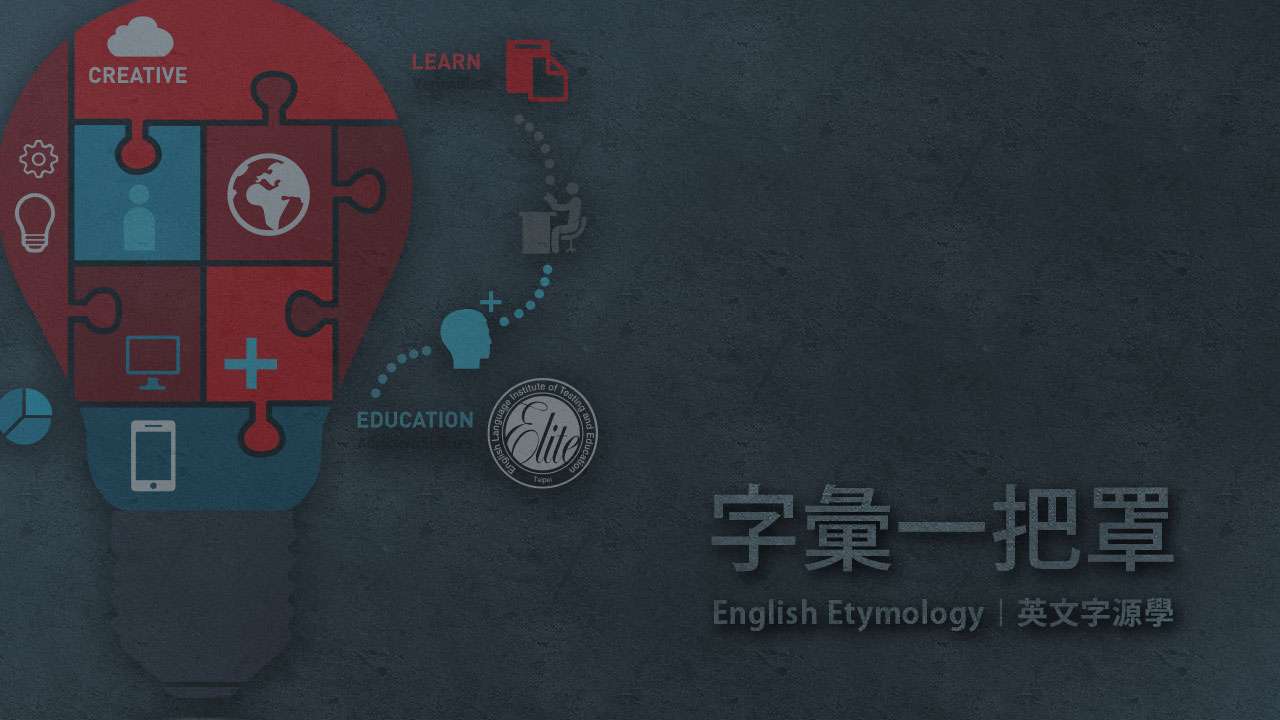 CREATIVE
LEARN
EDUCATION
English Language Institute of Testing and Education
Elite
Taipei
字彙一把罩
English Etymology｜英文字源學